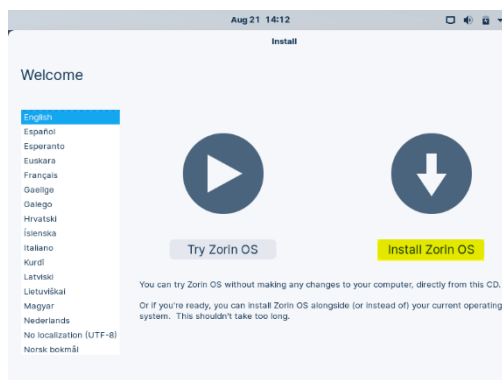 Aug 21 14:12
Install
Welcome
English
Español
Esperanto
Euskara
Français
Gaeilge
Galego
Hrvatski
Íslenska
Italiano
Kurdî
Latviski
Lietuviškai
Magyar
Nederlands
No localization (UTF-8)
Norsk bokmål
Try Zorin OS
Install Zorin OS
You can try Zorin OS without making any changes to your computer, directly from this CD.
Or if you're ready, you can install Zorin OS alongside (or instead of) your current operating
system. This shouldn't take too long.